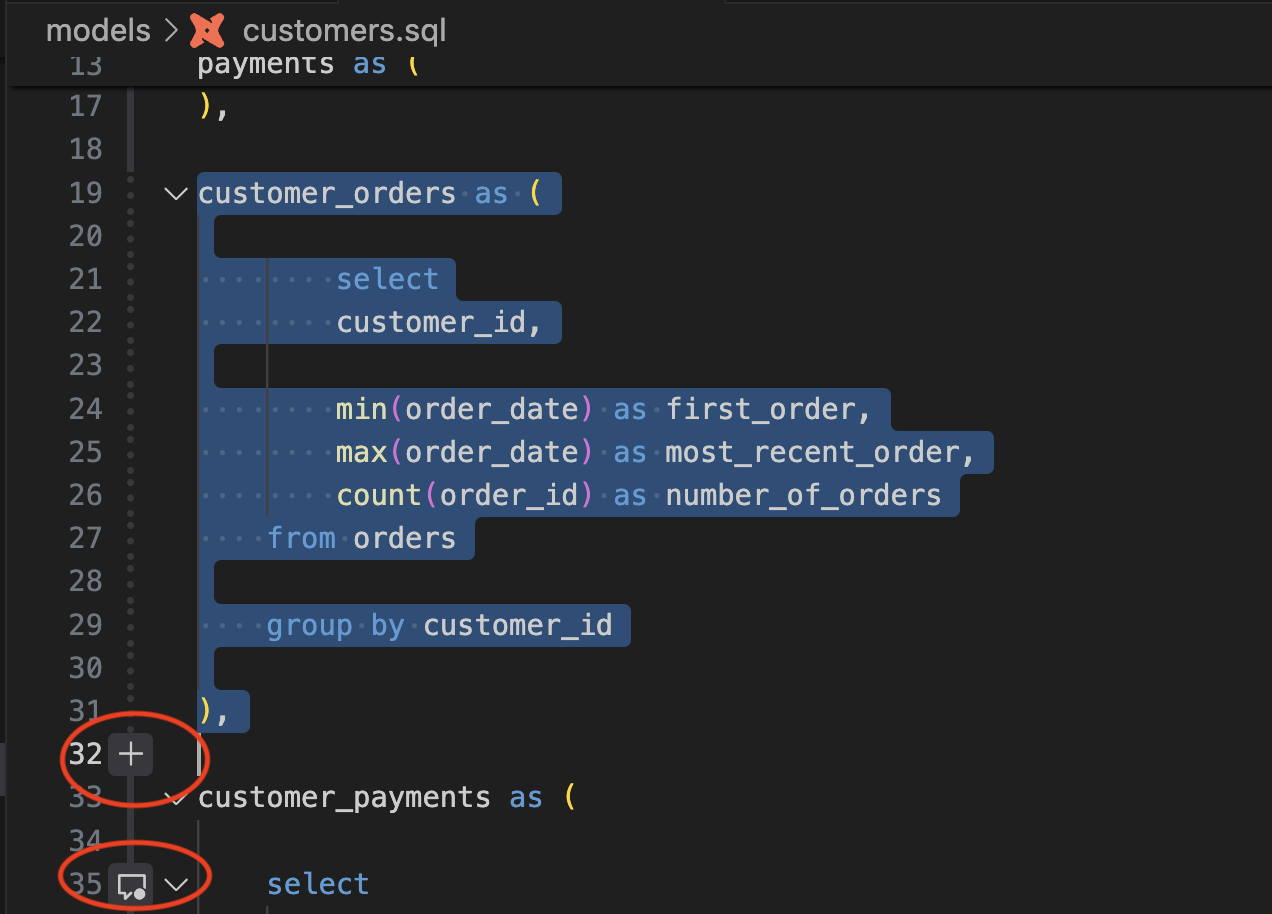 models > customers.sql
13 payments as (
17 ),
18
19 customer_orders as (
20
21 select
22 customer_id,
23
24 min(order_date) as first_order,
25 max(order_date) as most_recent_order,
26 count(order_id) as number_of_orders
27 from orders
28
29 group by customer_id
30
31 ),
32
33 customer_payments as (
34
35 select